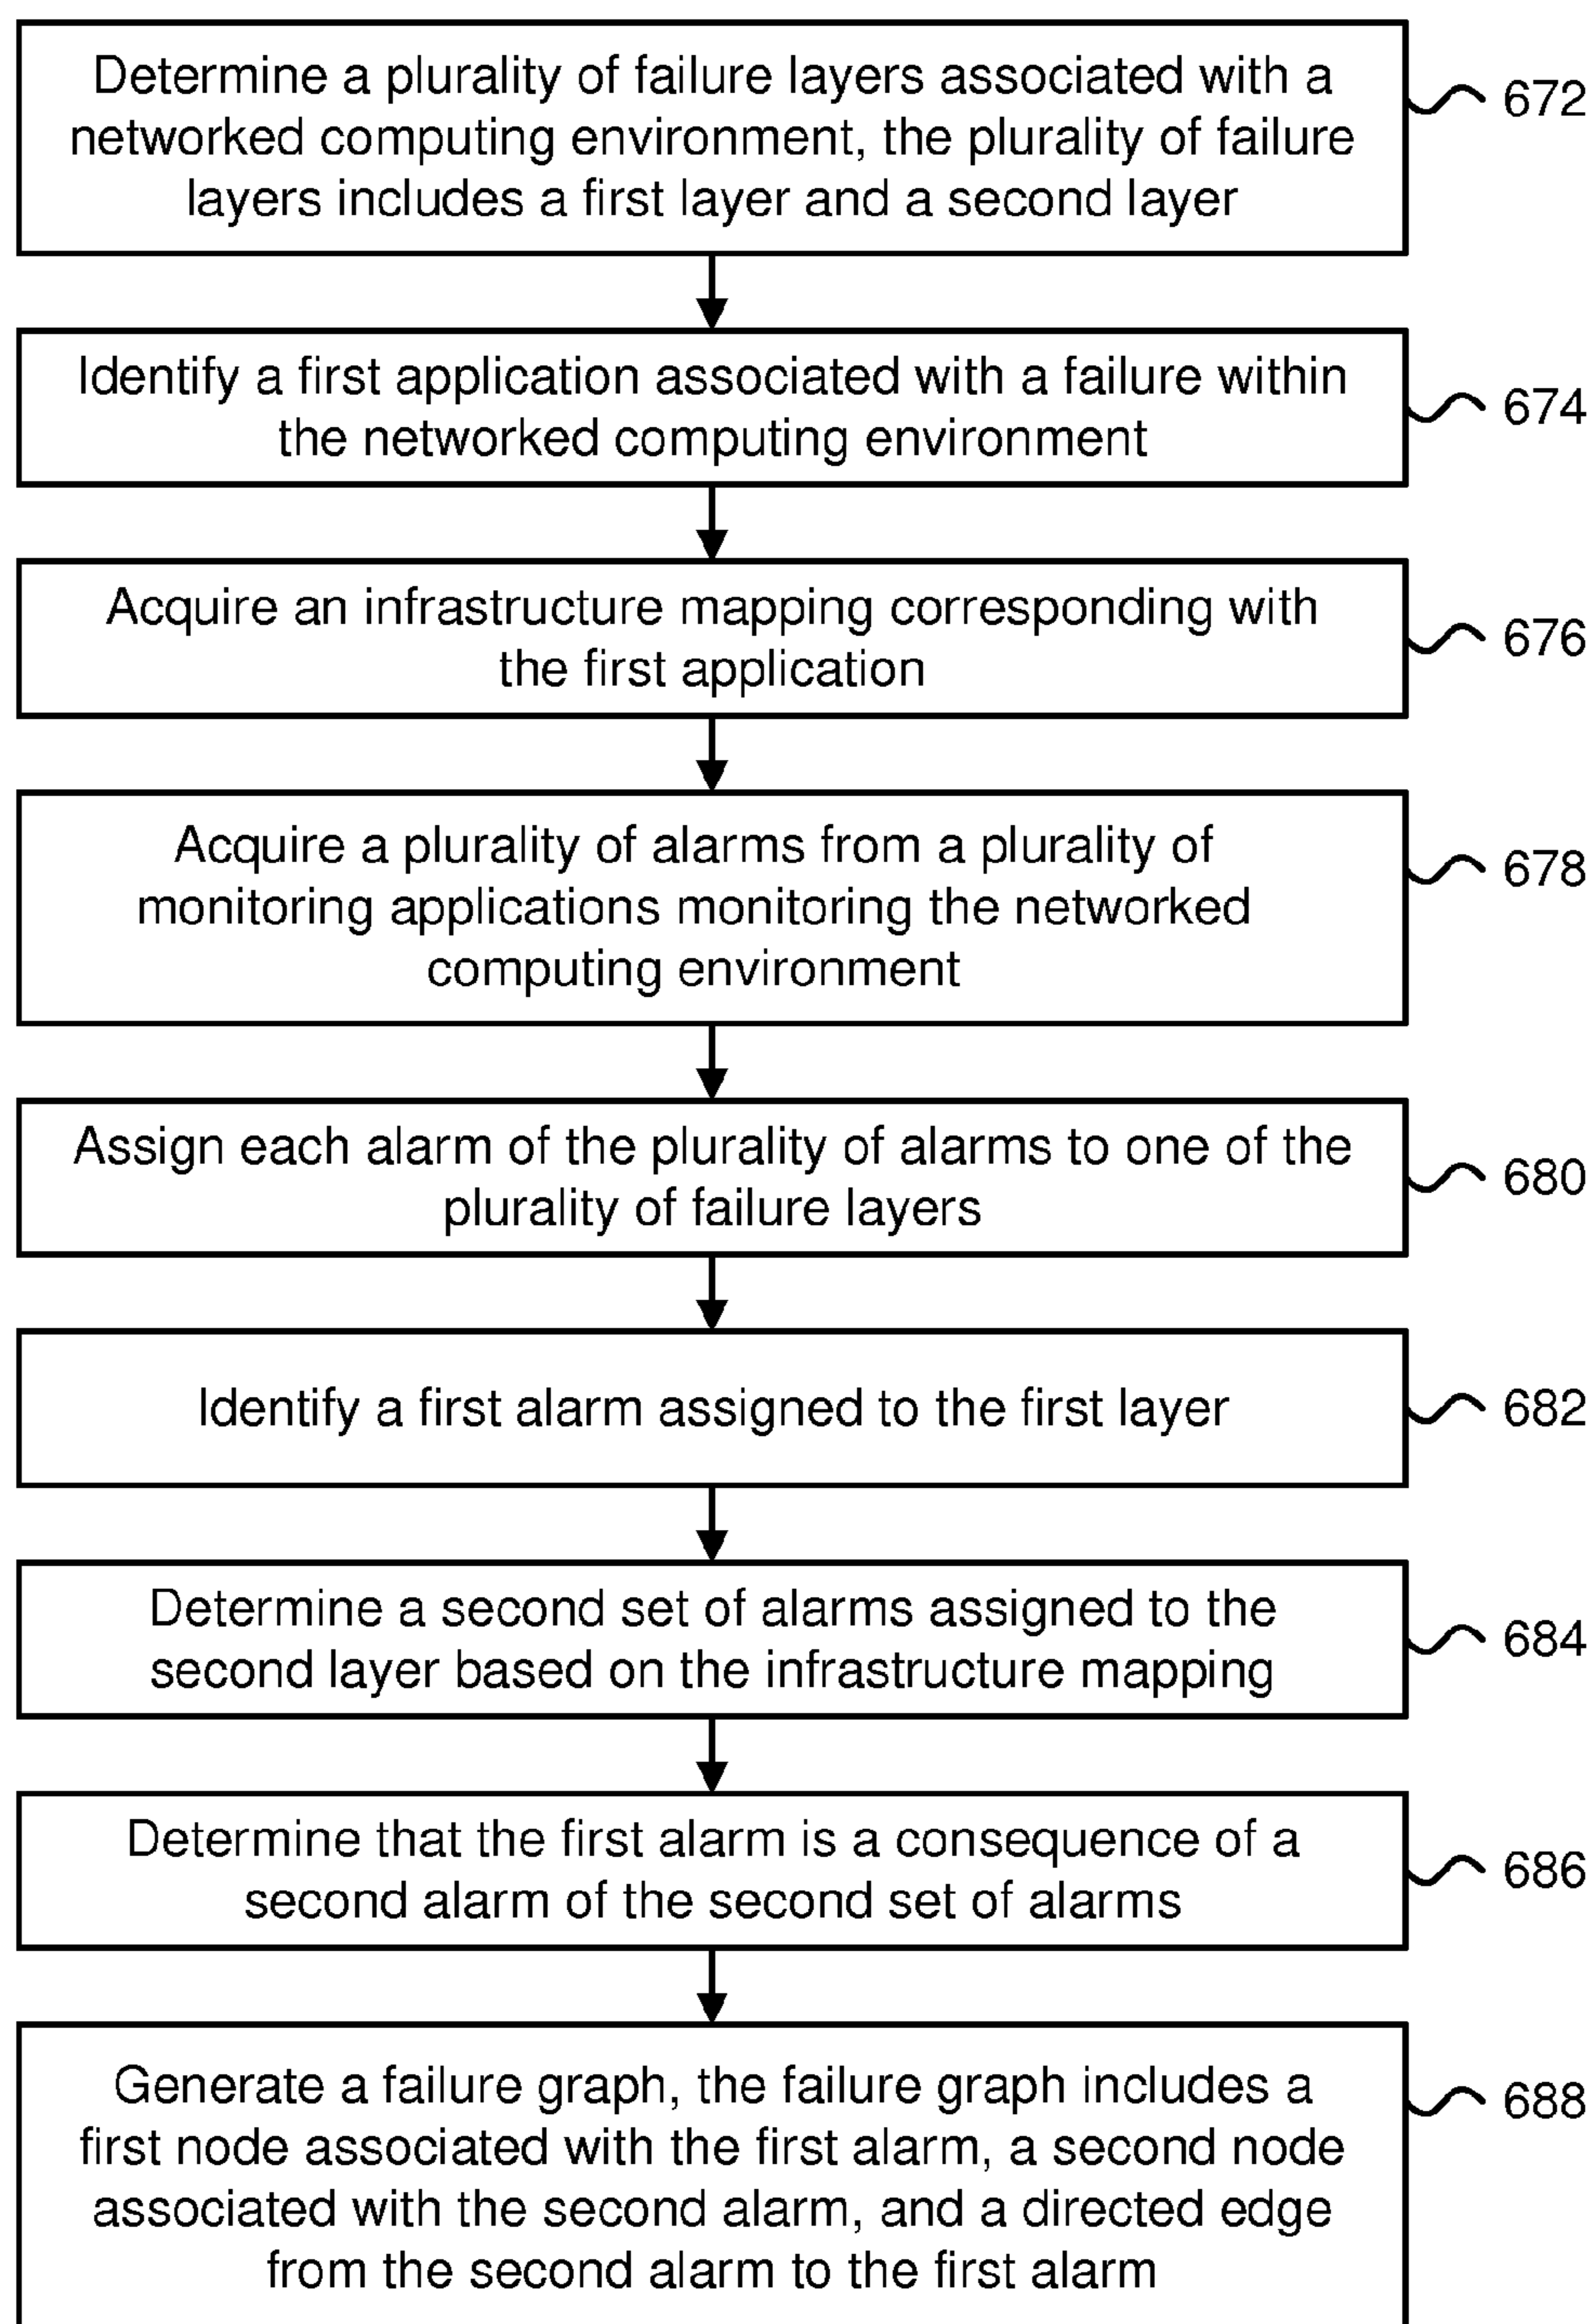 Determine a plurality of failure layers associated with a
networked computing environment, the plurality of failure
layers includes a first layer and a second layer
672
Identify a first application associated with a failure within
the networked computing environment
674
Acquire an infrastructure mapping corresponding with
the first application
676
Acquire a plurality of alarms from a plurality of
monitoring applications monitoring the networked
computing environment
678
Assign each alarm of the plurality of alarms to one of the
plurality of failure layers
680
Identify a first alarm assigned to the first layer
682
Determine a second set of alarms assigned to the
second layer based on the infrastructure mapping
684
Determine that the first alarm is a consequence of a
second alarm of the second set of alarms
686
Generate a failure graph, the failure graph includes a
first node associated with the first alarm, a second node
associated with the second alarm, and a directed edge
from the second alarm to the first alarm
688